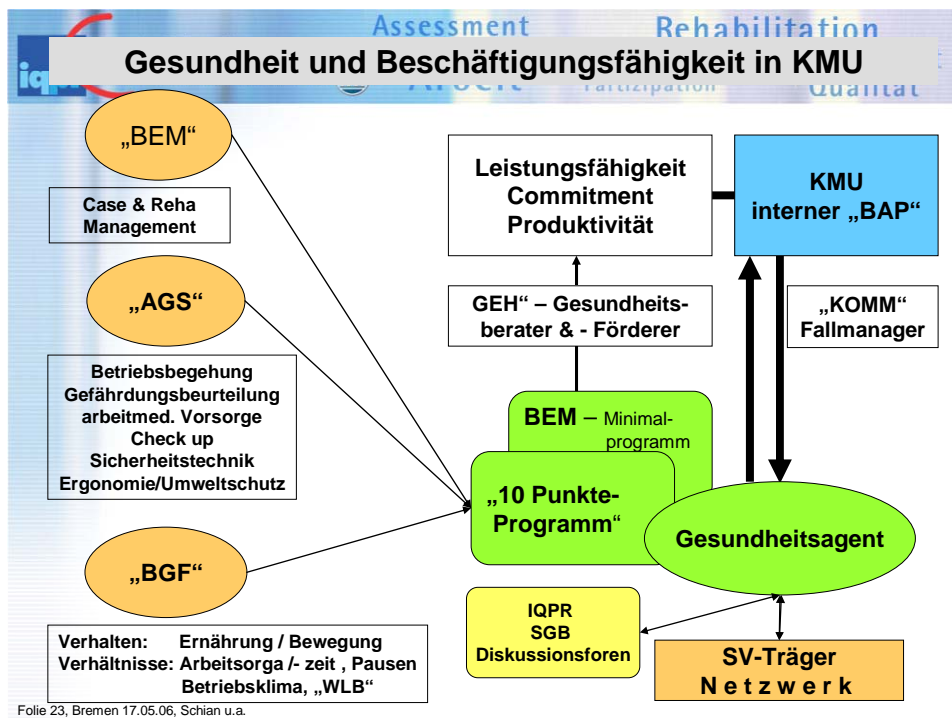 Assessment
Rehabilitation
Gesundheit und Beschäftigungsfähigkeit in KMU
Arbeit
Partizipation
Qualität
„BEM“
Case & Reha
Management
„AGS“
Betriebsbegehung
Gefährdungsbeurteilung
arbeitmed. Vorsorge
Check up
Sicherheitstechnik
Ergonomie/Umweltschutz
„BGF“
Verhalten: Ernährung / Bewegung
Verhältnisse: Arbeitsorga /- zeit , Pausen
Betriebsklima, „WLB“
Leistungsfähigkeit
Commitment
Produktivität
KMU
interner „BAP“
GEH“ – Gesundheits-
berater & - Förderer
„KOMM“
Fallmanager
BEM – Minimal-
programm
„10 Punkte-
Programm“
Gesundheitsagent
IQPR
SGB
Diskussionsforen
SV-Träger
N e t z w e r k
Folie 23, Bremen 17.05.06, Schian u.a.